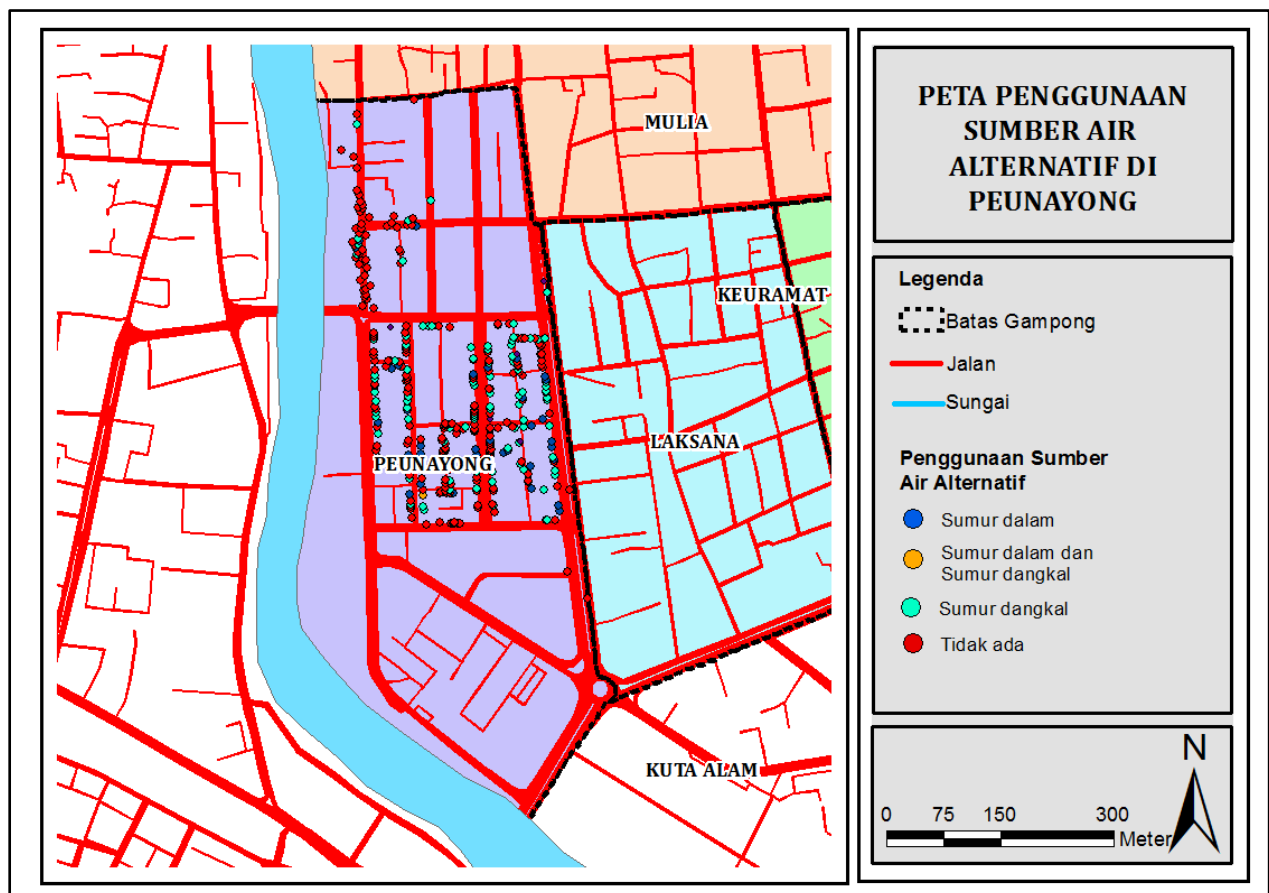 MULIA
KEURAMAT
LAKSANA
PEUNAYONG
KUTA ALAM
PETA PENGGUNAAN
SUMBER AIR
ALTERNATIF DI
PEUNAYONG
Legenda
Batas Gampong
Jalan
Sungai
Penggunaan Sumber
Air Alternatif
Sumur dalam
Sumur dalam dan
Sumur dangkal
Sumur dangkal
Tidak ada
N
0 75 150 300
Meter